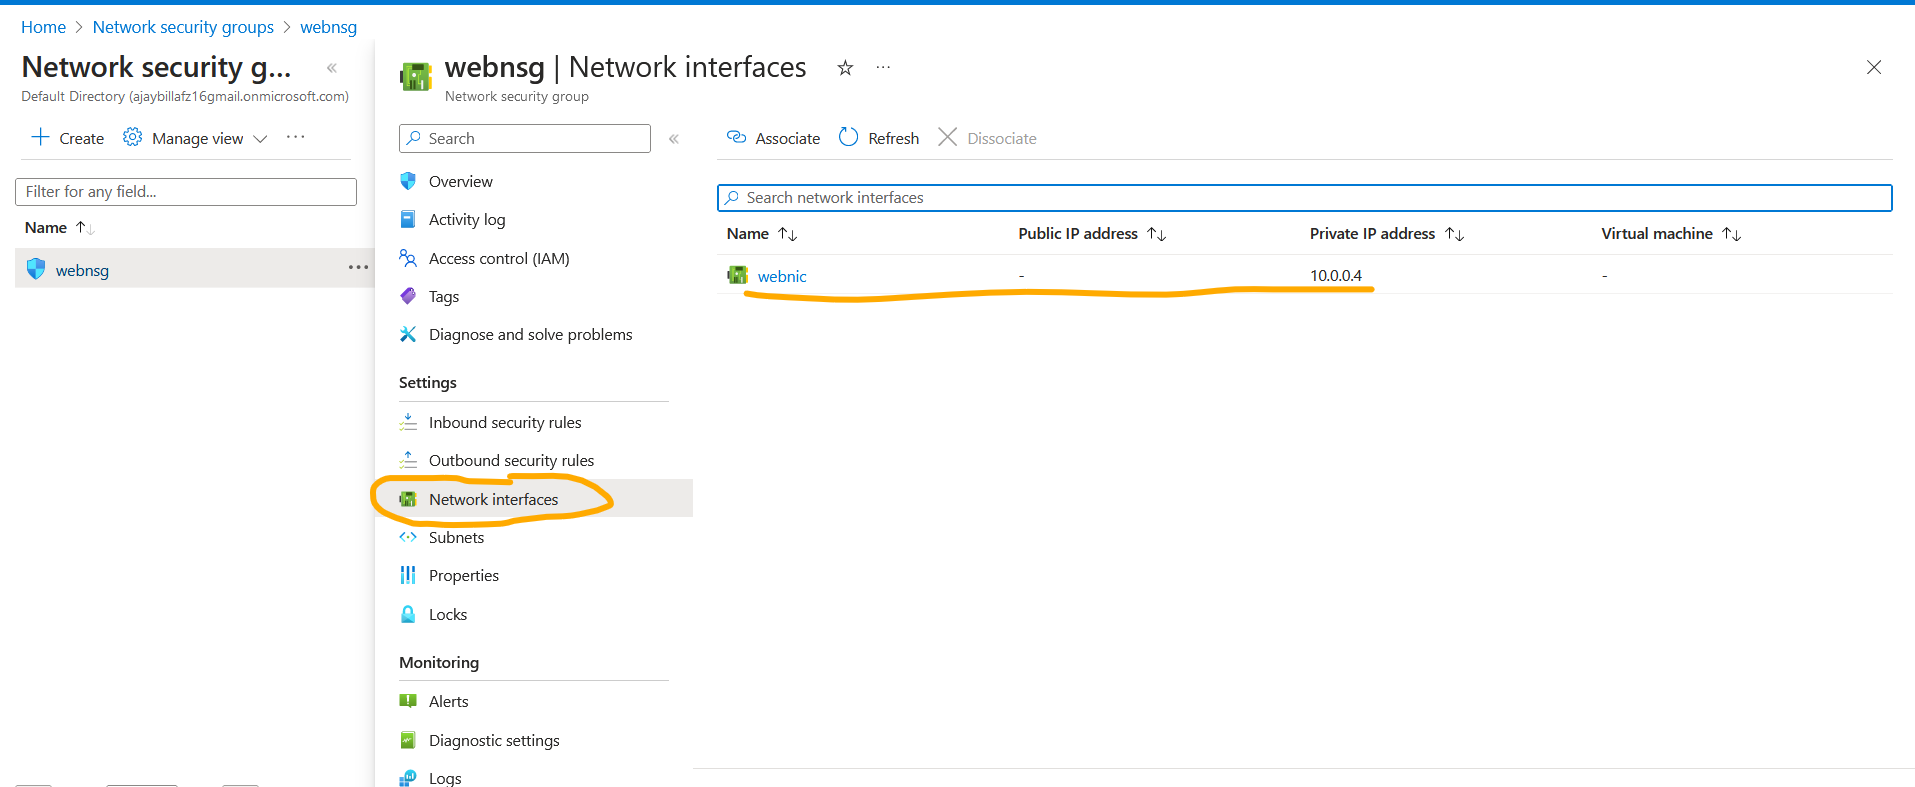 Home > Network security groups > webnsg
Network security g... «
Default Directory (ajaybillafz16gmail.onmicrosoft.com)
+ Create Manage view ...
Filter for any field...
Name ↑↓
webnsg ...
webnsg | Network interfaces ☆ ...
Network security group
Search «
Overview
Activity log
Access control (IAM)
Tags
Diagnose and solve problems
Settings
Inbound security rules
Outbound security rules
Network interfaces
Subnets
Properties
Locks
Monitoring
Alerts
Diagnostic settings
Logs
Associate Refresh Dissociate
Search network interfaces
Name ↑↓ Public IP address ↑↓ Private IP address ↑↓ Virtual machine ↑↓
webnic - 10.0.0.4 -